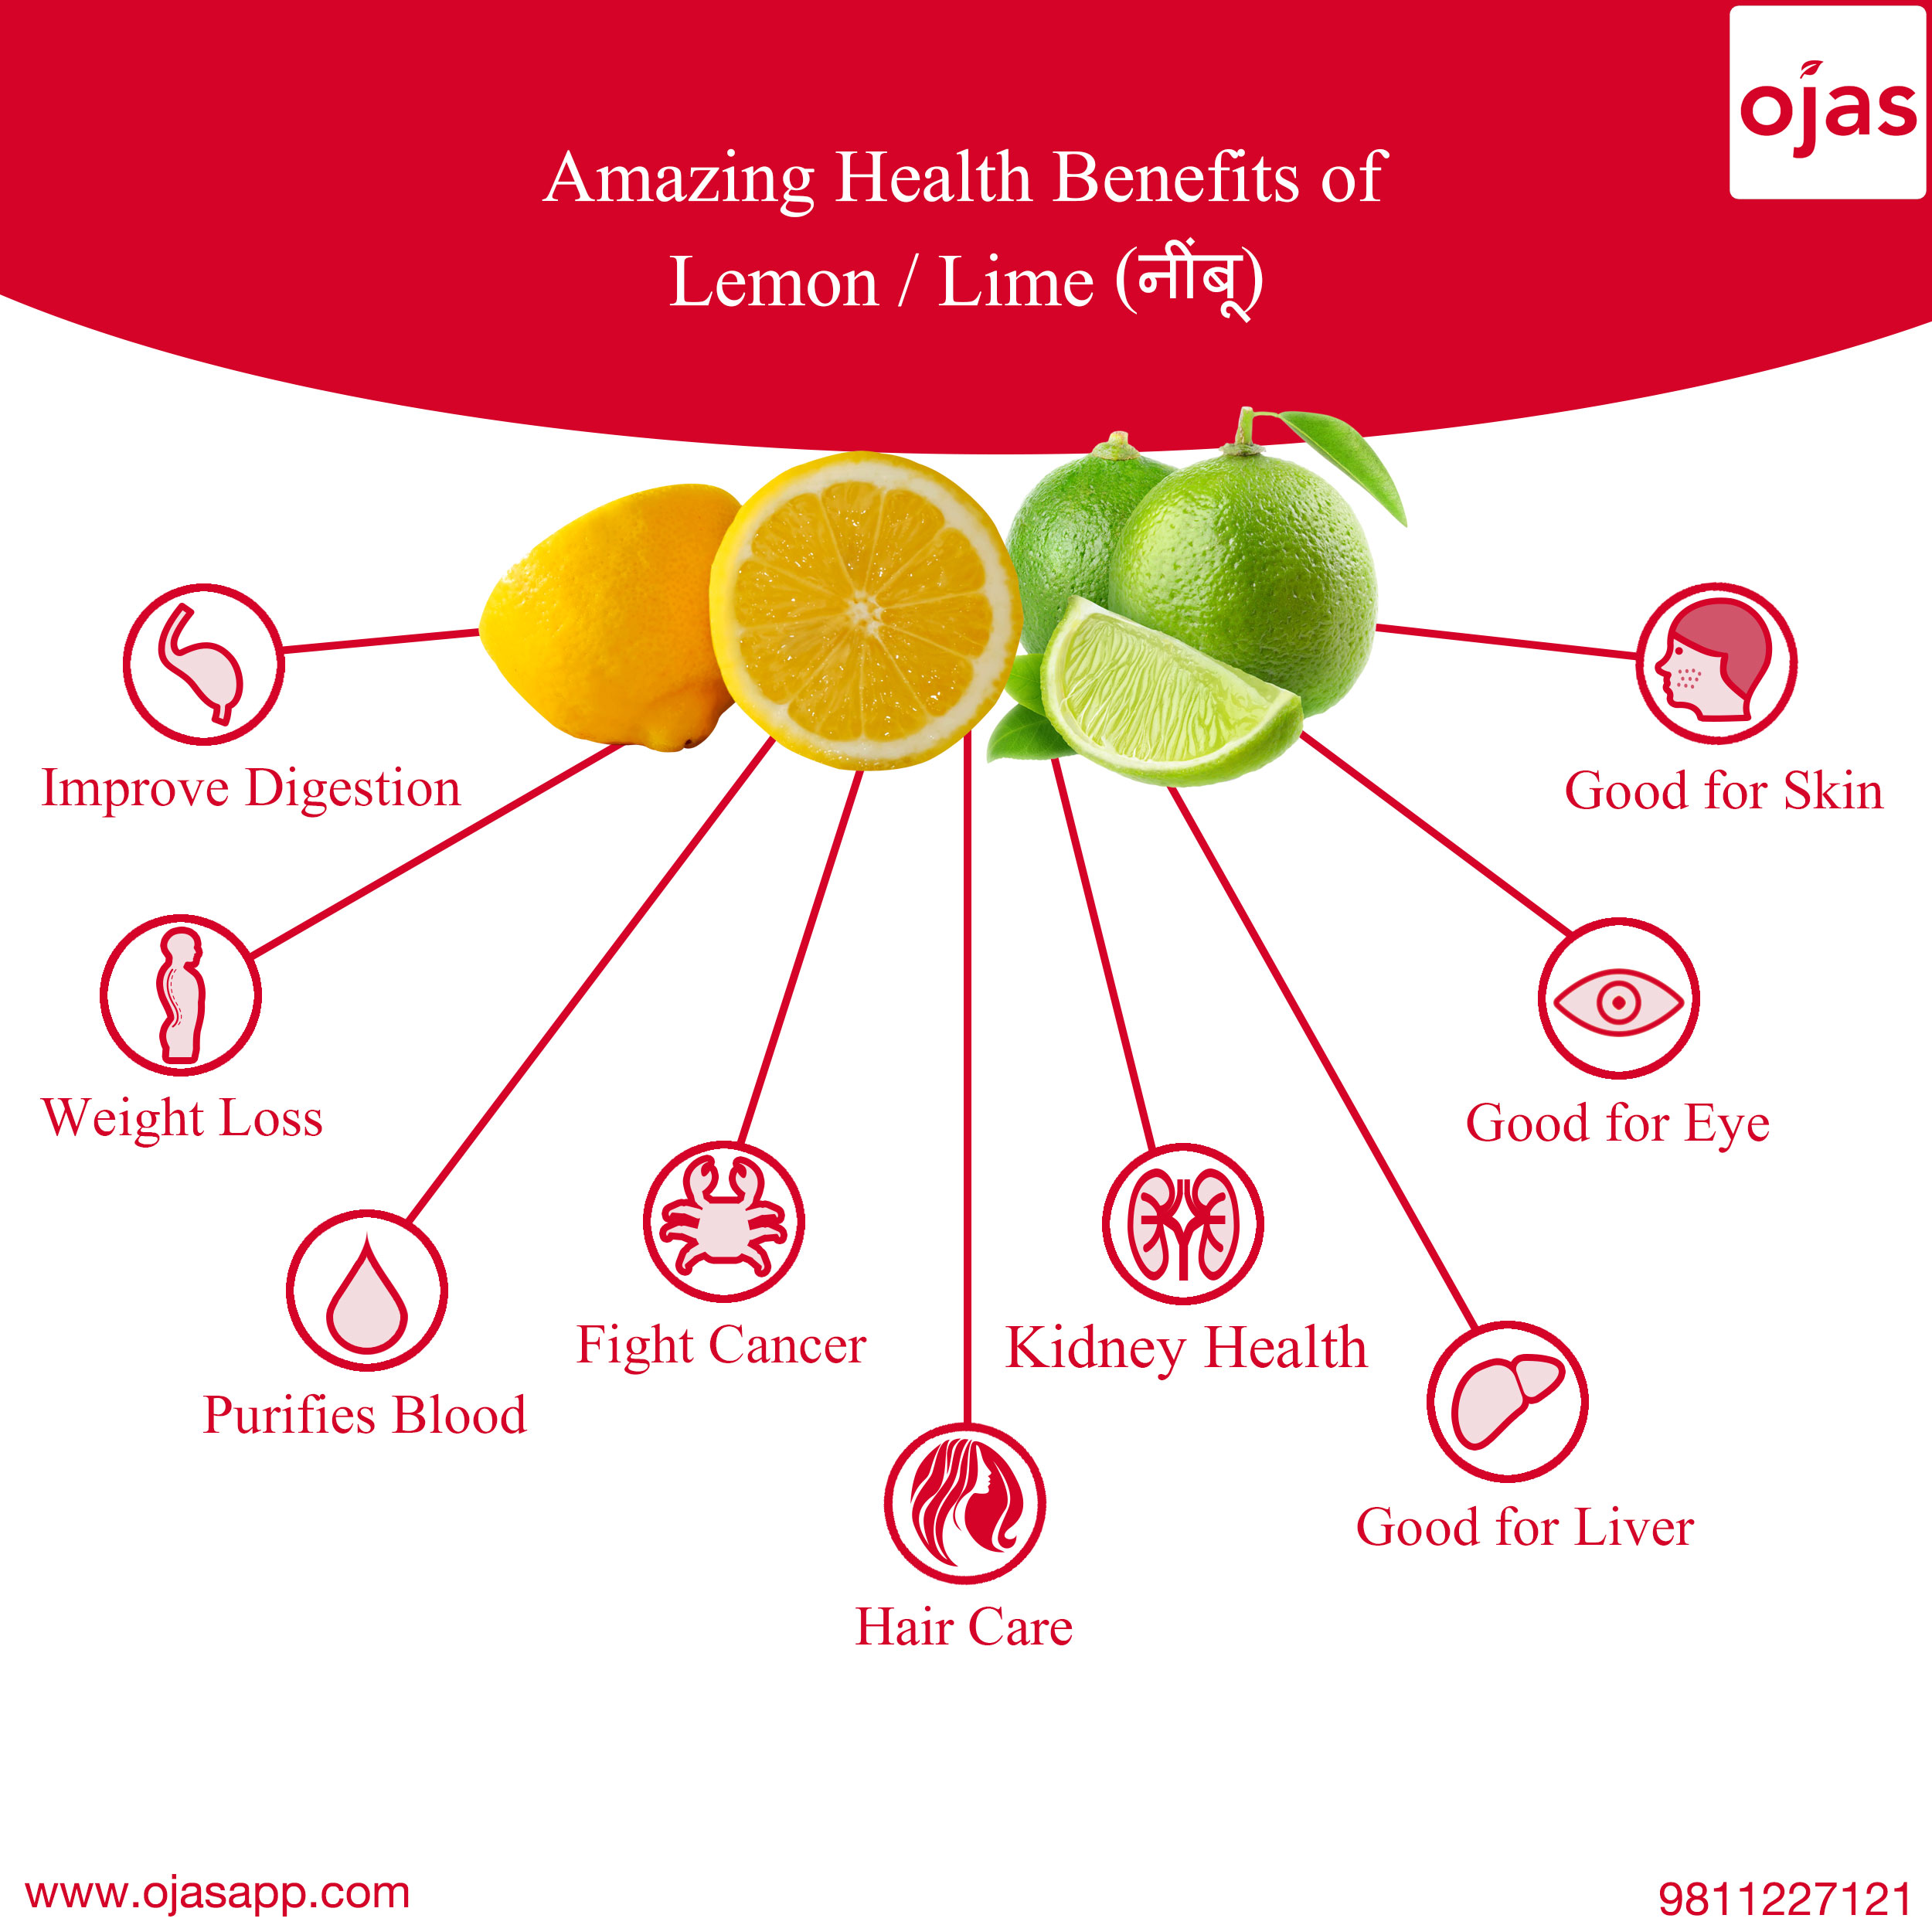 ojas
Amazing Health Benefits of
Lemon / Lime (नींबू)
Improve Digestion
Good for Skin
Weight Loss
Good for Eye
Fight Cancer
Kidney Health
Purifies Blood
Good for Liver
Hair Care
www.ojasapp.com
9811227121